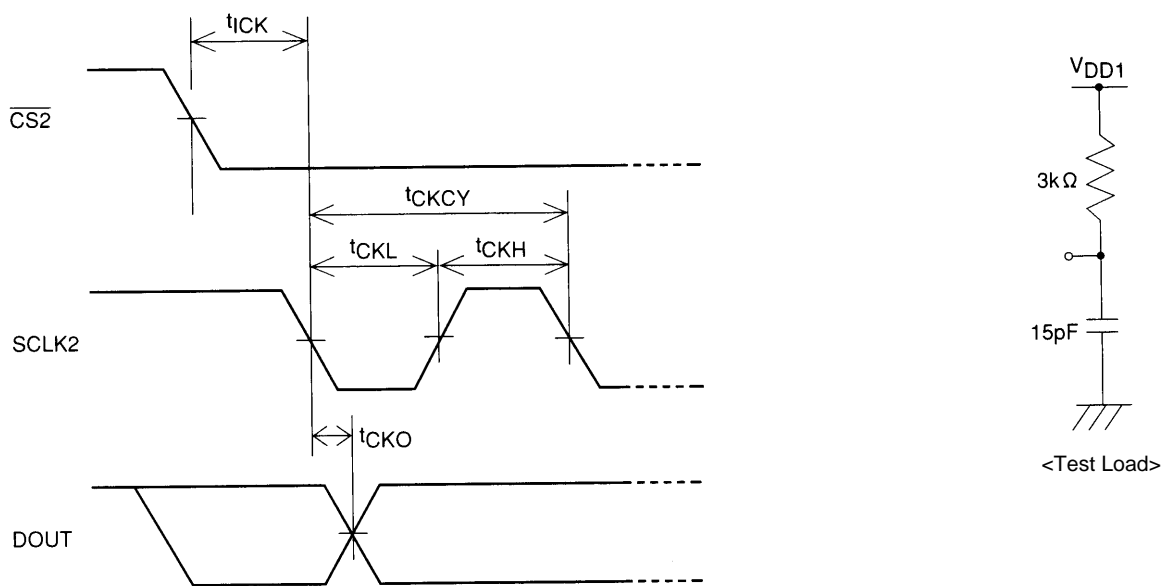 tICK
CS2
tCKCY
tCKL
tCKH
SCLK2
tCKO
DOUT
VDD1
3kΩ
15pF
<Test Load>